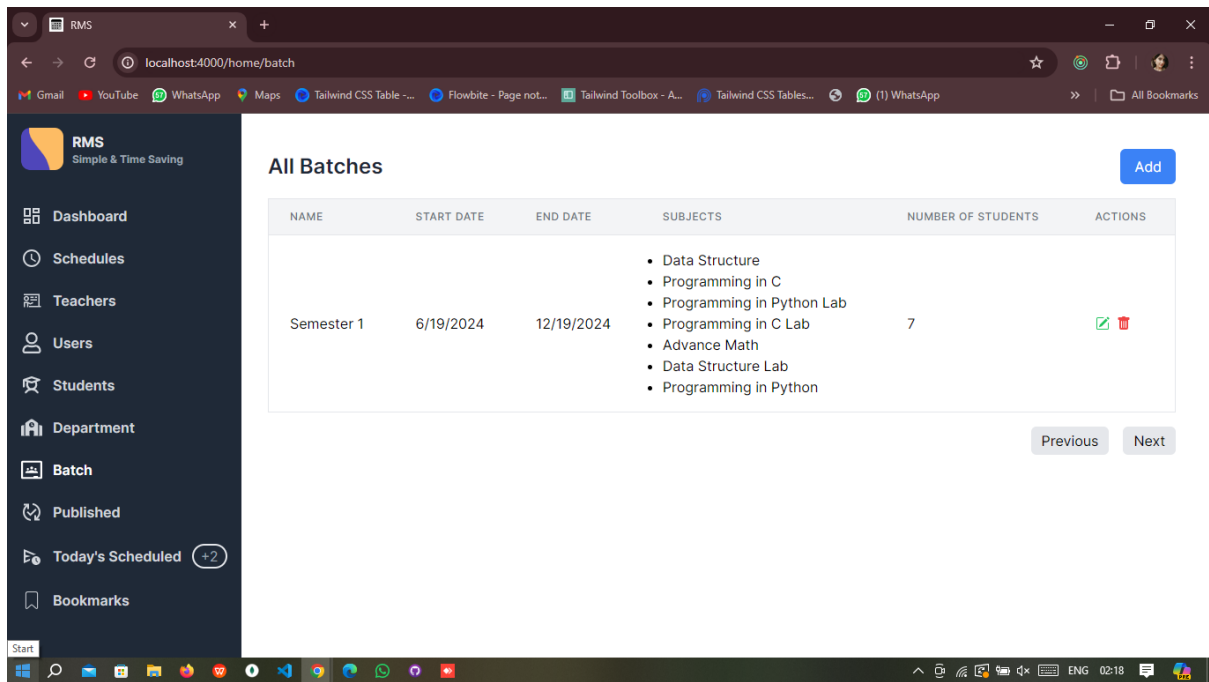 RMS
localhost:4000/home/batch
Gmail YouTube WhatsApp Maps Tailwind CSS Table -... Flowbite - Page not... Tailwind Toolbox - A... Tailwind CSS Tables... (1) WhatsApp » All Bookmarks
RMS
Simple & Time Saving
Dashboard
Schedules
Teachers
Users
Students
Department
Batch
Published
Today's Scheduled +2
Bookmarks
All Batches
Add
NAME START DATE END DATE SUBJECTS NUMBER OF STUDENTS ACTIONS
Semester 1 6/19/2024 12/19/2024
• Data Structure
• Programming in C
• Programming in Python Lab
• Programming in C Lab
• Advance Math
• Data Structure Lab
• Programming in Python
7
Previous Next
Start
ENG 02:18